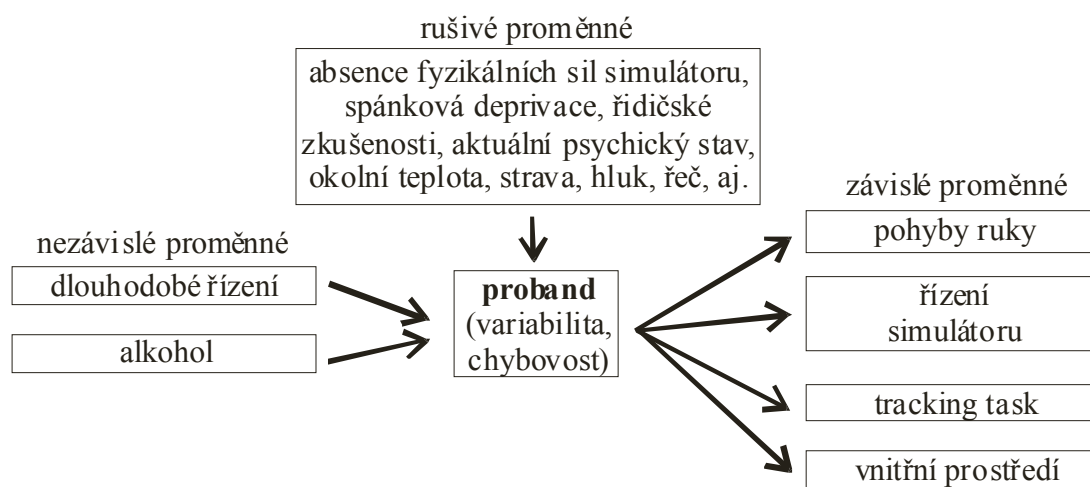 rušivé proměnné
absence fyzikálních sil simulátoru,
spánková deprivace, řidičské
zkušenosti, aktuální psychický stav,
okolní teplota, strava, hluk, řeč, aj.
nezávislé proměnné
dlouhodobé řízení
alkohol
proband
(variabilita,
chybovost)
závislé proměnné
pohyby ruky
řízení
simulátoru
tracking task
vnitřní prostředí